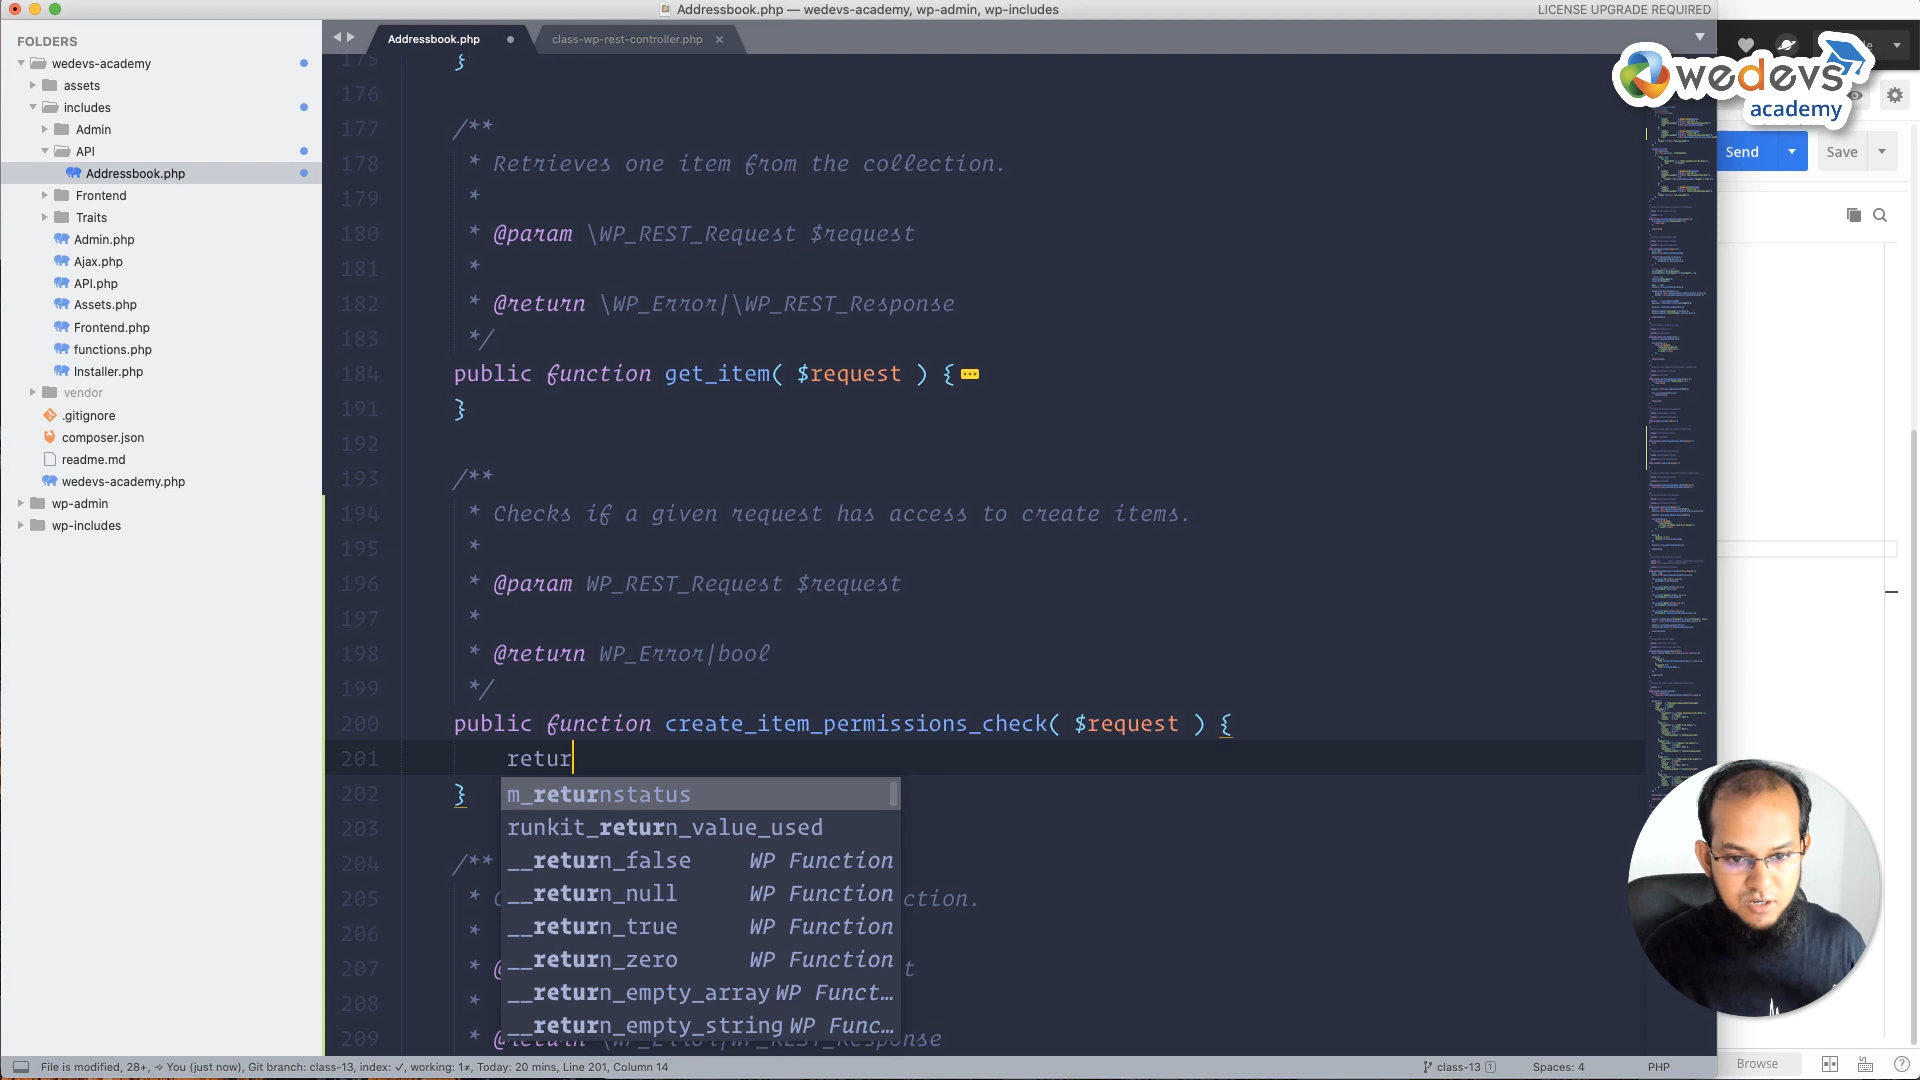 Addressbook.php — wedevs-academy, wp-admin, wp-includes
LICENSE UPGRADE REQUIRED
FOLDERS
wedevs-academy
assets
includes
Admin
API
Addressbook.php
Frontend
Traits
Admin.php
Ajax.php
API.php
Assets.php
Frontend.php
functions.php
Installer.php
vendor
.gitignore
composer.json
readme.md
wedevs-academy.php
wp-admin
wp-includes
Addressbook.php
class-wp-rest-controller.php
175 }
176
177 /**
178 * Retrieves one item from the collection.
179 *
180 * @param \WP_REST_Request $request
181 *
182 * @return \WP_Error|\WP_REST_Response
183 */
184 public function get_item( $request ) {
191 }
192
193 /**
194 * Checks if a given request has access to create items.
195 *
196 * @param WP_REST_Request $request
197 *
198 * @return WP_Error|bool
199 */
200 public function create_item_permissions_check( $request ) {
201 retur
202 }
203
204 /**
205 * ction.
206 *
207 *
208 *
209 * \WP_Error|WP_REST_Response
m_returnstatus
runkit_return_value_used
__return_false WP Function
__return_null WP Function
__return_true WP Function
__return_zero WP Function
__return_empty_array WP Funct…
__return_empty_string WP Func…
wedevs
academy
Send
Save
Browse
File is modified, 28+, You (just now), Git branch: class-13, index: ✓, working: 1≠, Today: 20 mins, Line 201, Column 14
class-13 1
Spaces: 4
PHP